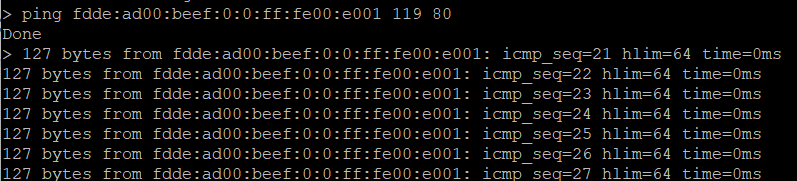 > ping fdde:ad00:beef:0:0:ff:fe00:e001 119 80
Done
> 127 bytes from fdde:ad00:beef:0:0:ff:fe00:e001: icmp_seq=21 hlim=64 time=0ms
127 bytes from fdde:ad00:beef:0:0:ff:fe00:e001: icmp_seq=22 hlim=64 time=0ms
127 bytes from fdde:ad00:beef:0:0:ff:fe00:e001: icmp_seq=23 hlim=64 time=0ms
127 bytes from fdde:ad00:beef:0:0:ff:fe00:e001: icmp_seq=24 hlim=64 time=0ms
127 bytes from fdde:ad00:beef:0:0:ff:fe00:e001: icmp_seq=25 hlim=64 time=0ms
127 bytes from fdde:ad00:beef:0:0:ff:fe00:e001: icmp_seq=26 hlim=64 time=0ms
127 bytes from fdde:ad00:beef:0:0:ff:fe00:e001: icmp_seq=27 hlim=64 time=0ms